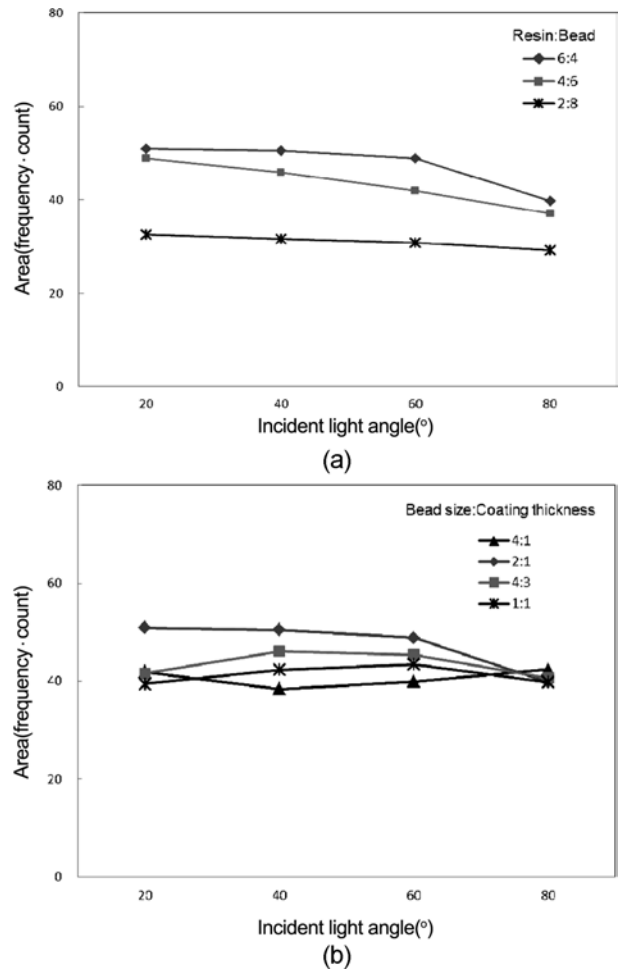 80
Resin:Bead
6:4
4:6
2:8
60
40
20
0
Area(frequency·count)
20 40 60 80
Incident light angle(º)
(a)
80
Bead size:Coating thickness
4:1
2:1
4:3
1:1
60
40
20
0
Area(frequency·count)
20 40 60 80
Incident light angle(º)
(b)